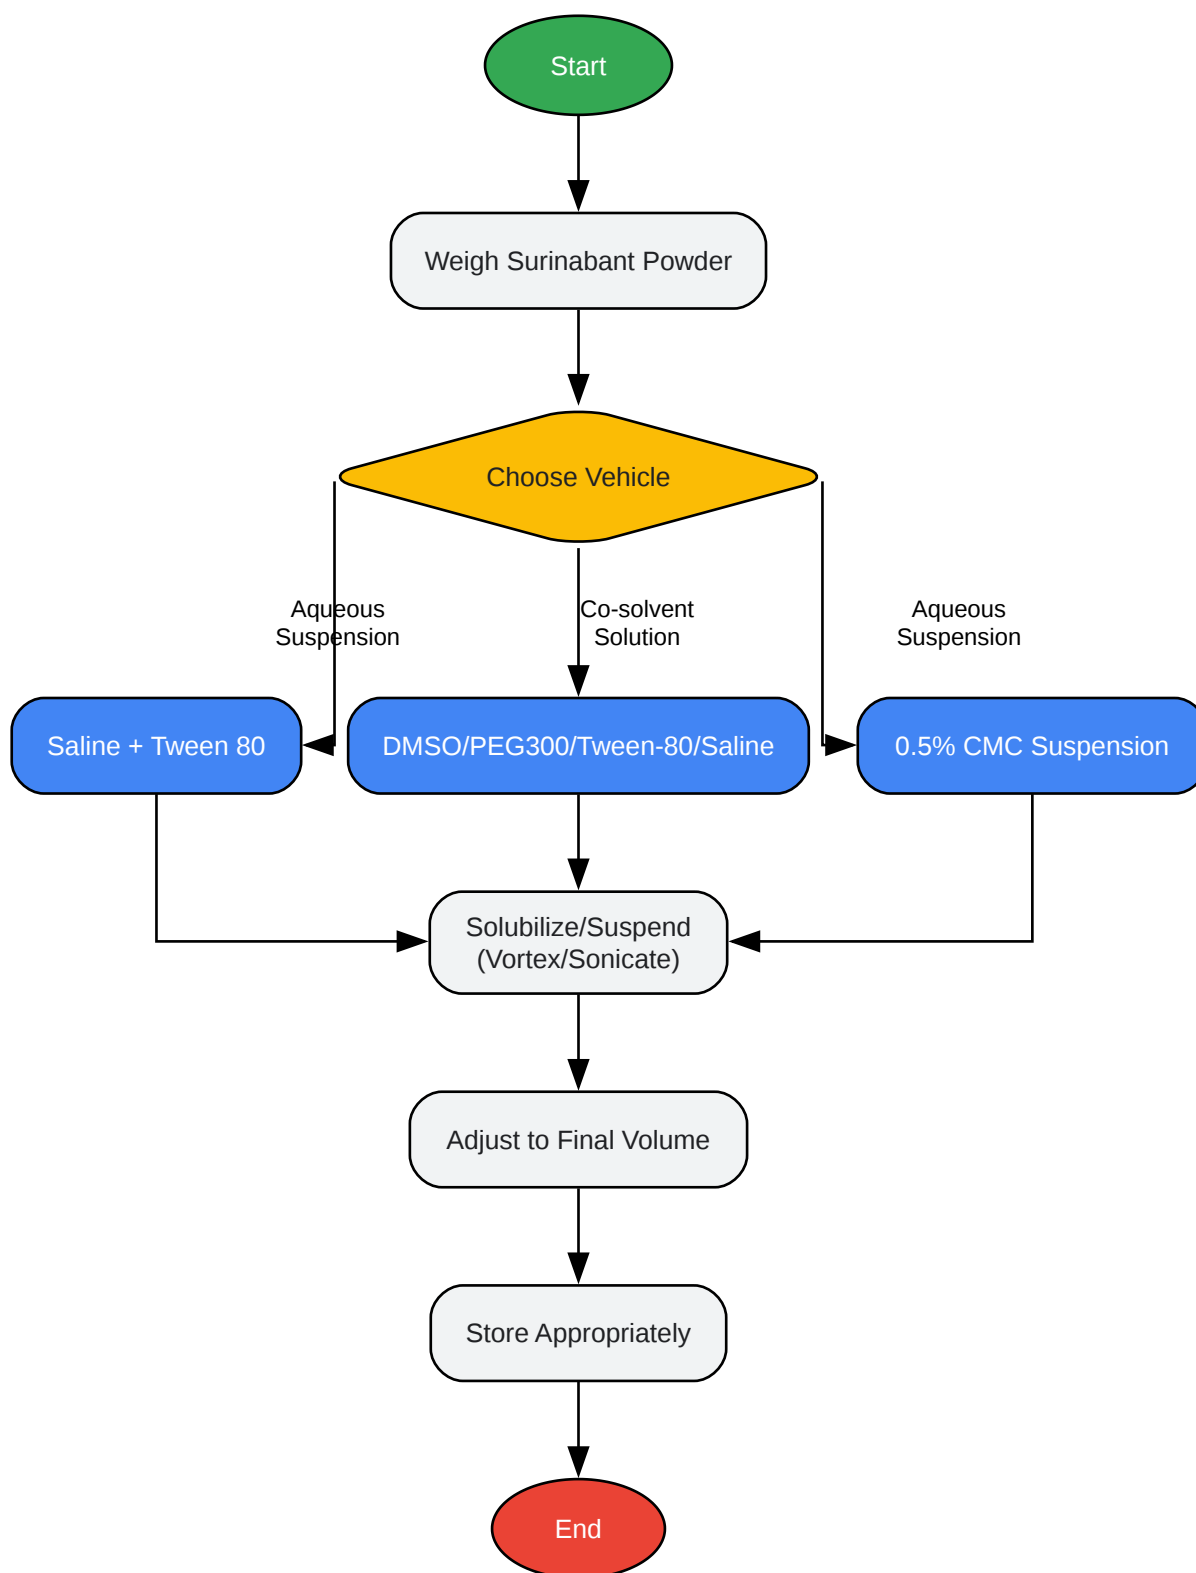 Start
Weigh Surinabant Powder
Choose Vehicle
Aqueous
Suspension
Co-solvent
Solution
Aqueous
Suspension
Saline + Tween 80
DMSO/PEG300/Tween-80/Saline
0.5% CMC Suspension
Solubilize/Suspend
(Vortex/Sonicate)
Adjust to Final Volume
Store Appropriately
End